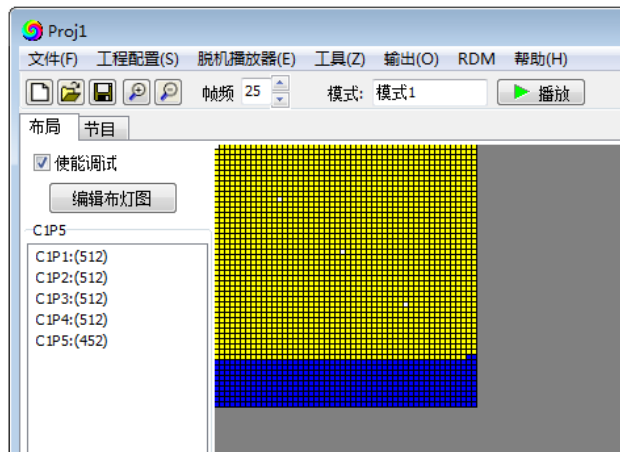 Proj1
文件(F) 工程配置(S) 脱机播放器(E) 工具(Z) 输出(O) RDM 帮助(H)
帧频 25 模式: 模式1 播放
布局 节目
使能调试
编辑布灯图
C1P5
C1P1:(512)
C1P2:(512)
C1P3:(512)
C1P4:(512)
C1P5:(452)